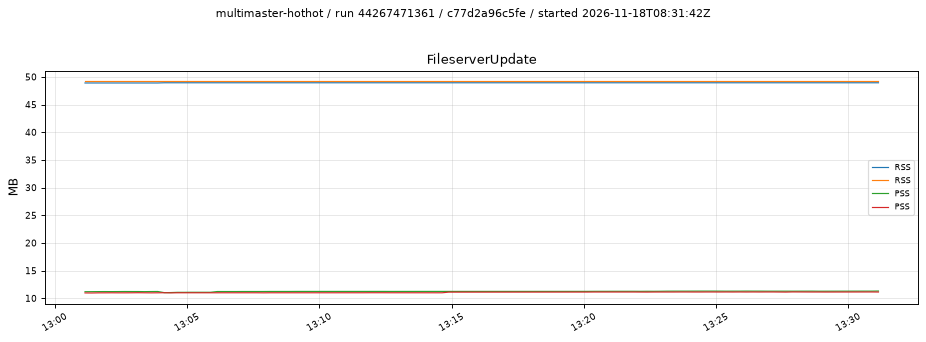 multimaster-hothot / run 44267471361 / c77d2a96c5fe / started 2026-11-18T08:31:42Z
FileserverUpdate
MB
50
45
40
35
30
25
20
15
10
RSS
RSS
PSS
PSS
13:00
13:05
13:10
13:15
13:20
13:25
13:30